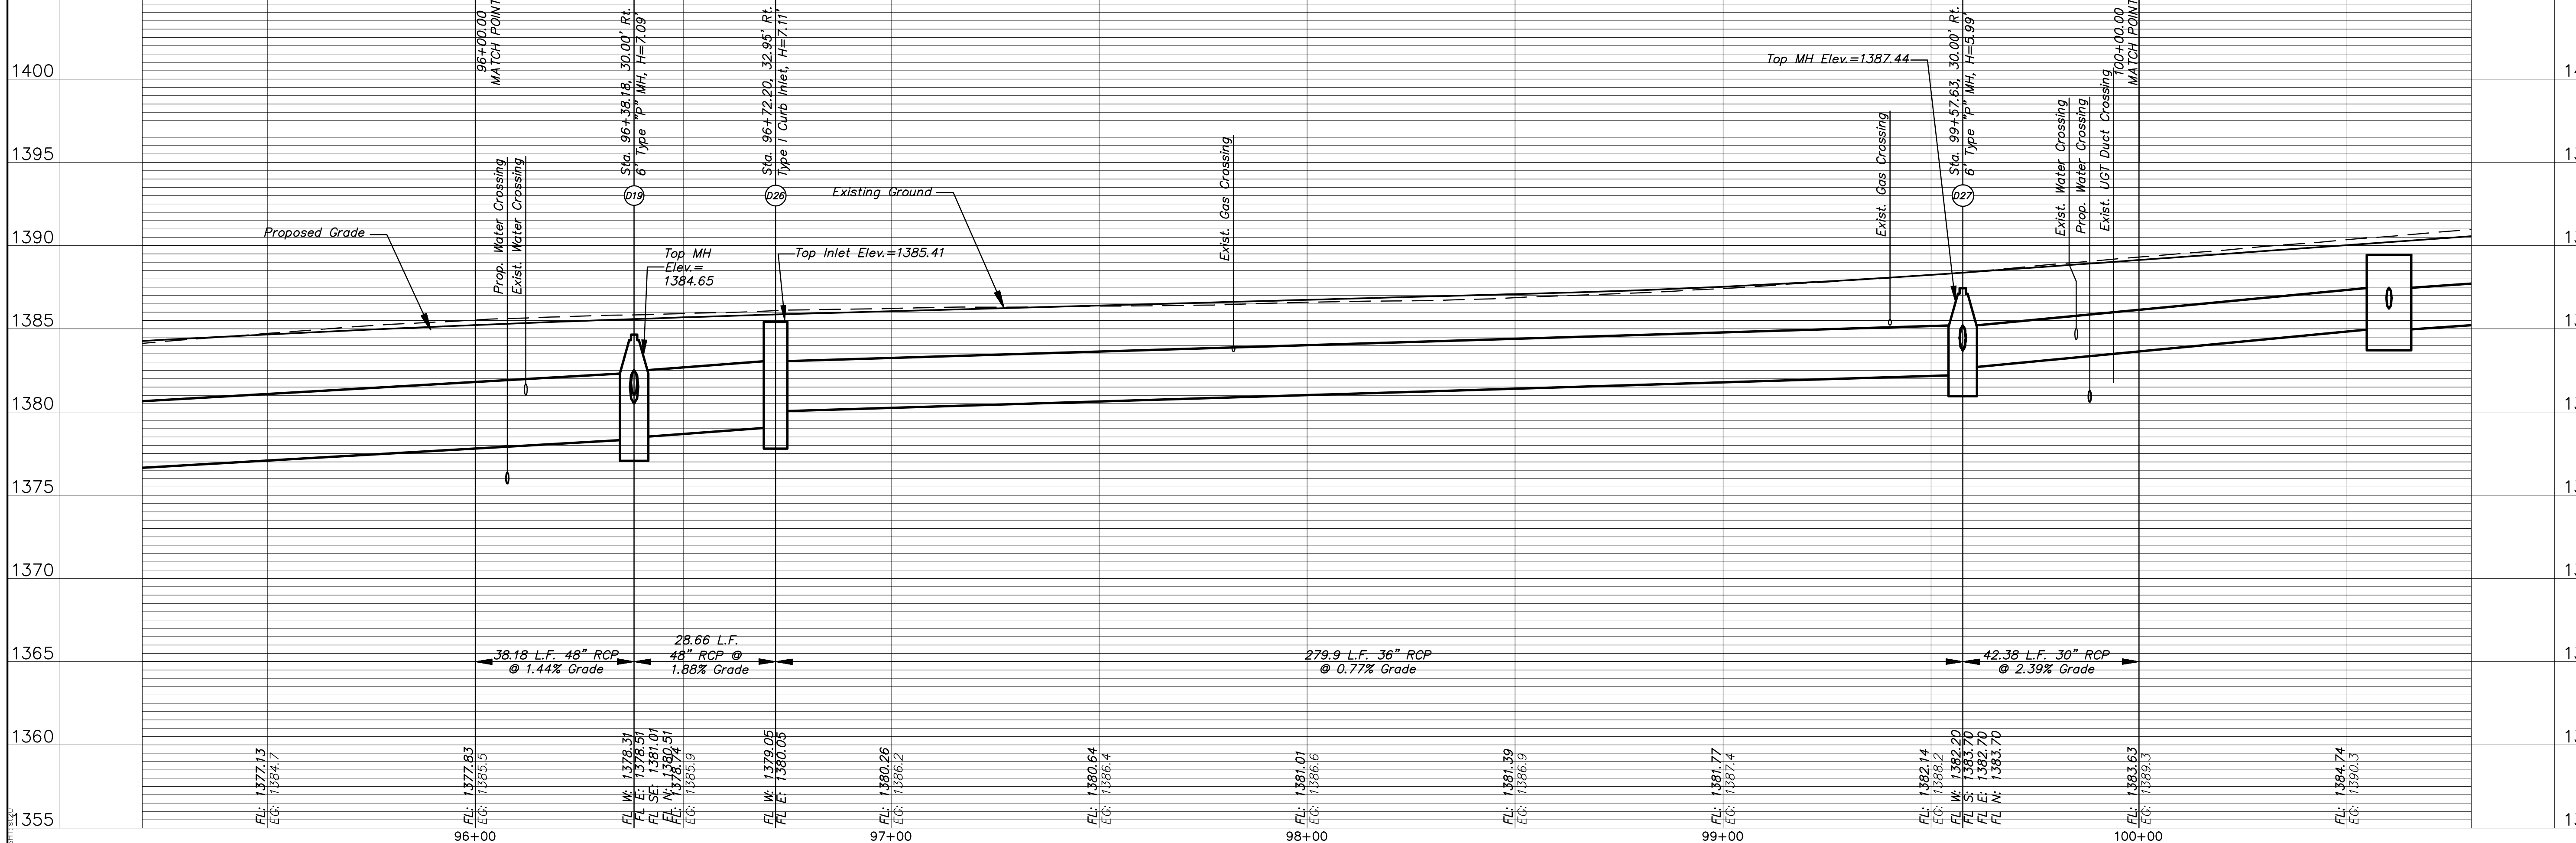 96+00.00
MATCH POINT
Sta. 96+38.18, 30.00' Rt.
6' Type "P" MH, H=7.09'
Sta. 96+72.20, 32.95' Rt.
Type I Curb Inlet, H=7.11'
Sta. 99+57.63, 30.00' Rt.
6' Type "P" MH, H=5.99'
100+00.00
MATCH POINT
Top MH Elev.=1387.44
1400
1395
1390
1385
1380
1375
1370
1365
1360
1355
Prop. Water Crossing
Exist. Water Crossing
D19
D26
D27
Existing Ground
Proposed Grade
Top MH
Elev.=
1384.65
Top Inlet Elev.=1385.41
Exist. Gas Crossing
Exist. Gas Crossing
Exist. Water Crossing
Prop. Water Crossing
Exist. UGT Duct Crossing
38.18 L.F. 48" RCP
@ 1.44% Grade
28.66 L.F.
48" RCP @
1.88% Grade
279.9 L.F. 36" RCP
@ 0.77% Grade
42.38 L.F. 30" RCP
@ 2.39% Grade
FL: 1377.13
EG: 1384.7
FL: 1377.83
EG: 1385.5
FL W: 1378.31
FL E: 1378.51
FL SE: 1381.01
FL N: 1380.51
FL: 1378.74
EG: 1385.9
FL W: 1379.05
FL E: 1380.05
FL: 1380.26
EG: 1386.2
FL: 1380.64
EG: 1386.4
FL: 1381.01
EG: 1386.6
FL: 1381.39
EG: 1386.9
FL: 1381.77
EG: 1387.4
FL: 1382.14
EG: 1388.2
FL W: 1382.20
FL S: 1383.70
FL E: 1382.70
FL N: 1383.70
FL: 1383.63
EG: 1389.3
FL: 1384.74
EG: 1390.3
96+00
97+00
98+00
99+00
100+00